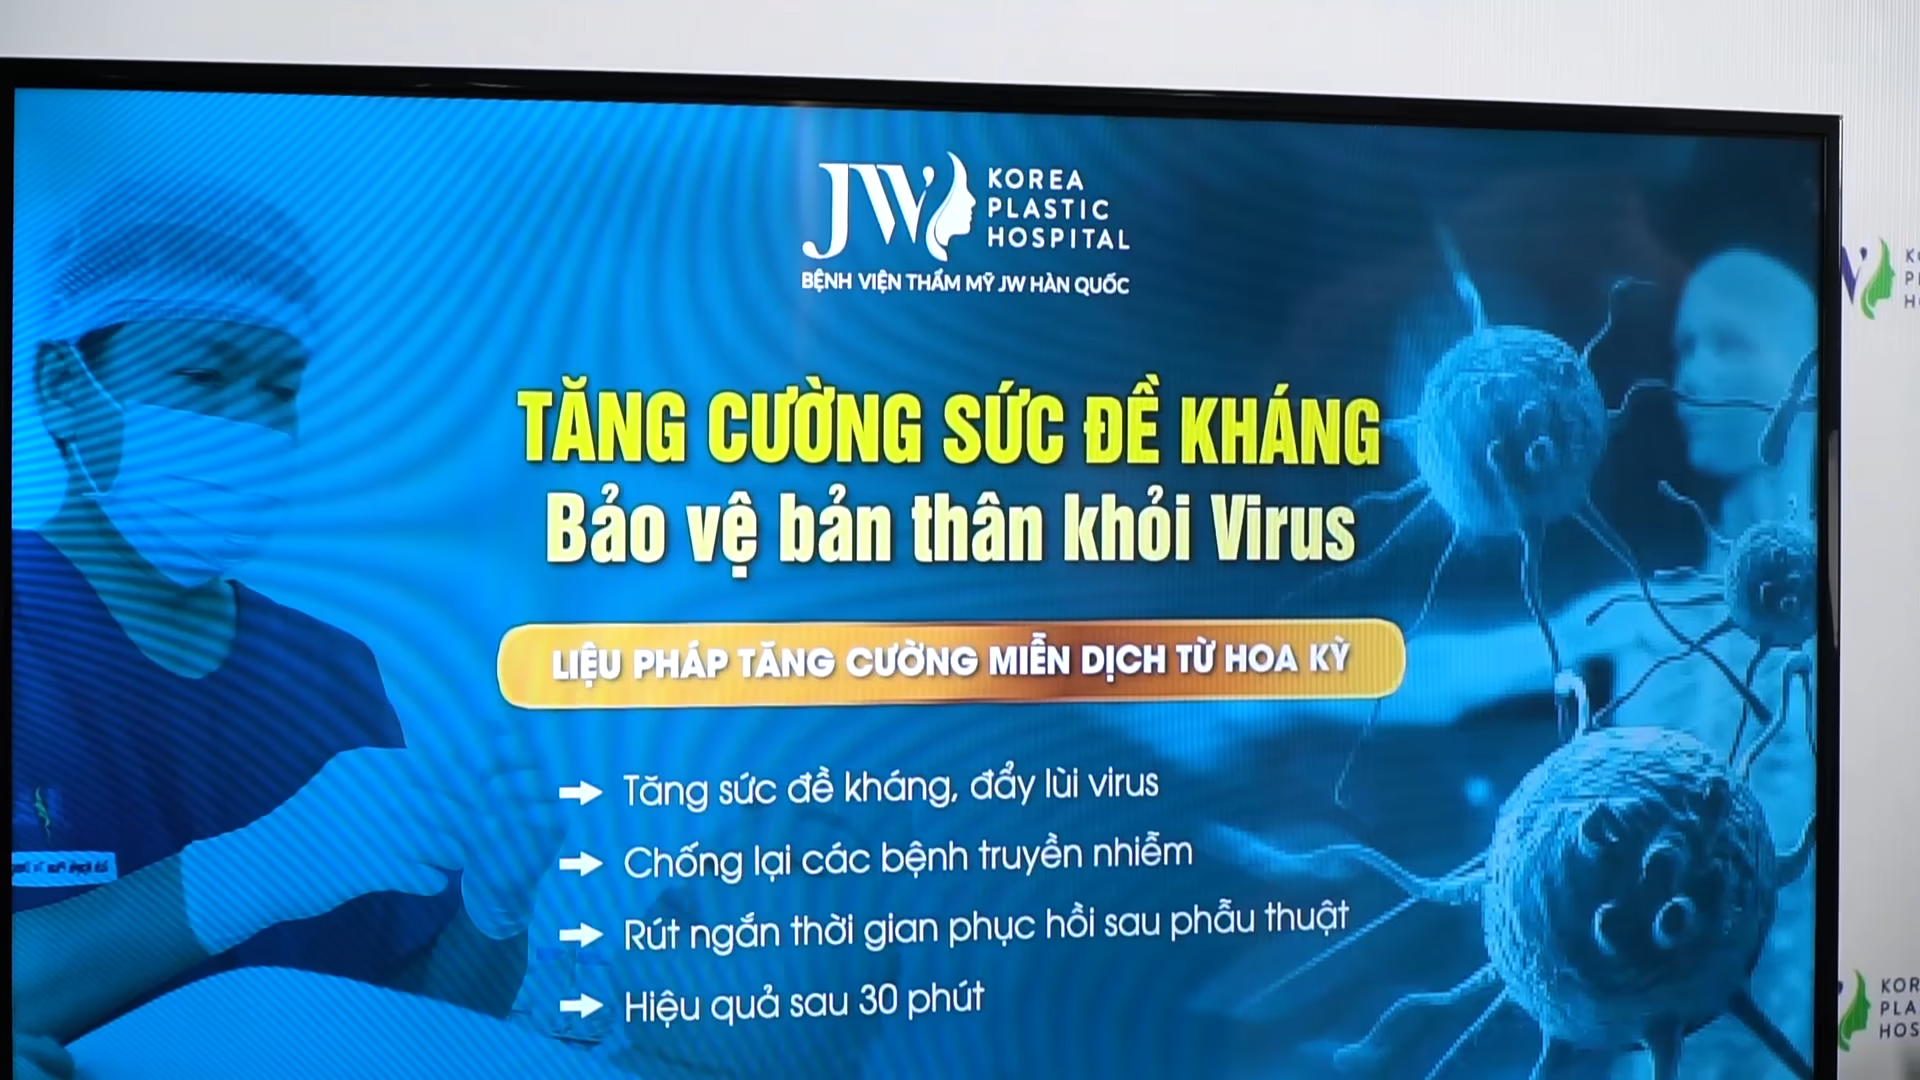 JW KOREA
PLASTIC
HOSPITAL
BỆNH VIỆN THẨM MỸ JW HÀN QUỐC
TĂNG CƯỜNG SỨC ĐỀ KHÁNG
Bảo vệ bản thân khỏi Virus
LIỆU PHÁP TĂNG CƯỜNG MIỄN DỊCH TỪ HOA KỲ
Tăng sức đề kháng, đẩy lùi virus
Chống lại các bệnh truyền nhiễm
Rút ngắn thời gian phục hồi sau phẫu thuật
Hiệu quả sau 30 phút
KOR
PLA
HOS